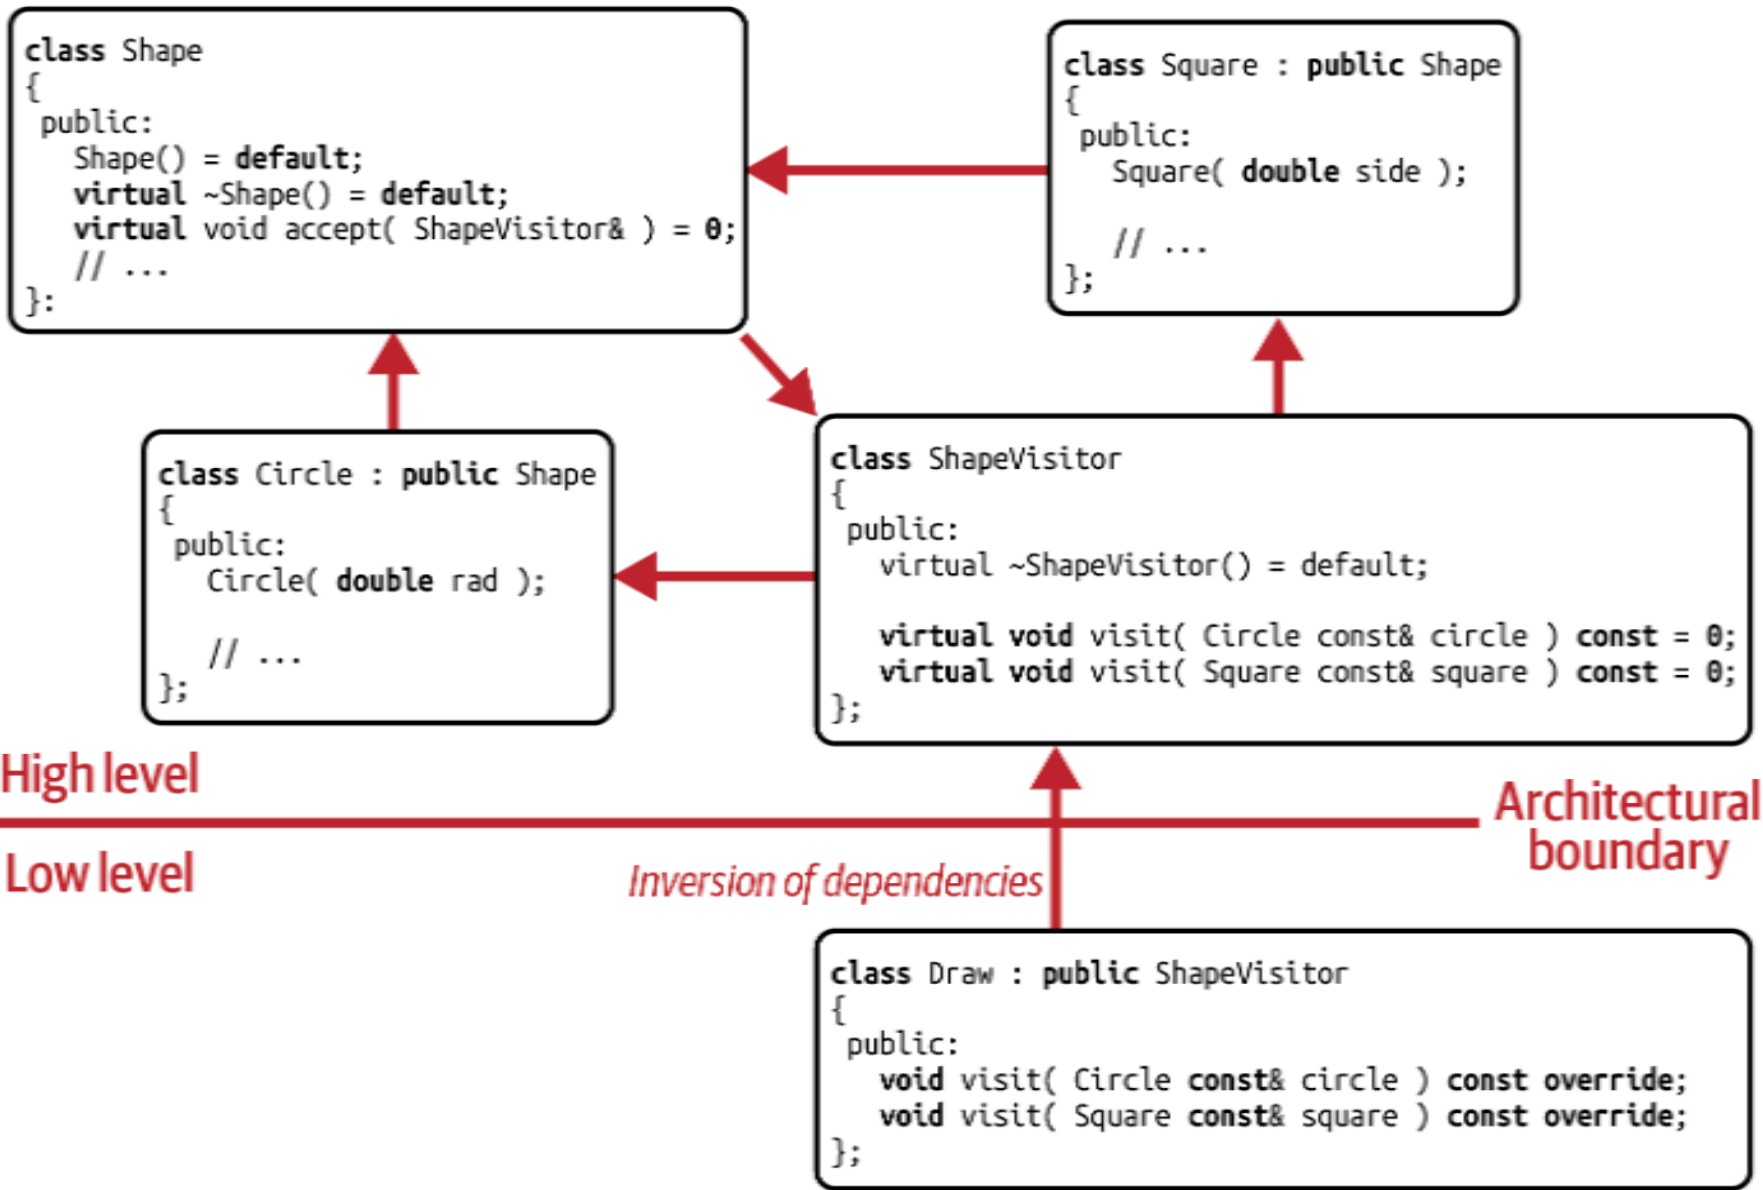 class Shape
{
public:
Shape() = default;
virtual ~Shape() = default;
virtual void accept( ShapeVisitor& ) = 0;
// ...
}:
class Square : public Shape
{
public:
Square( double side );
// ...
};
class Circle : public Shape
{
public:
Circle( double rad );
// ...
};
class ShapeVisitor
{
public:
virtual ~ShapeVisitor() = default;
virtual void visit( Circle const& circle ) const = 0;
virtual void visit( Square const& square ) const = 0;
};
High level
Architectural
boundary
Low level
Inversion of dependencies
class Draw : public ShapeVisitor
{
public:
void visit( Circle const& circle ) const override;
void visit( Square const& square ) const override;
};